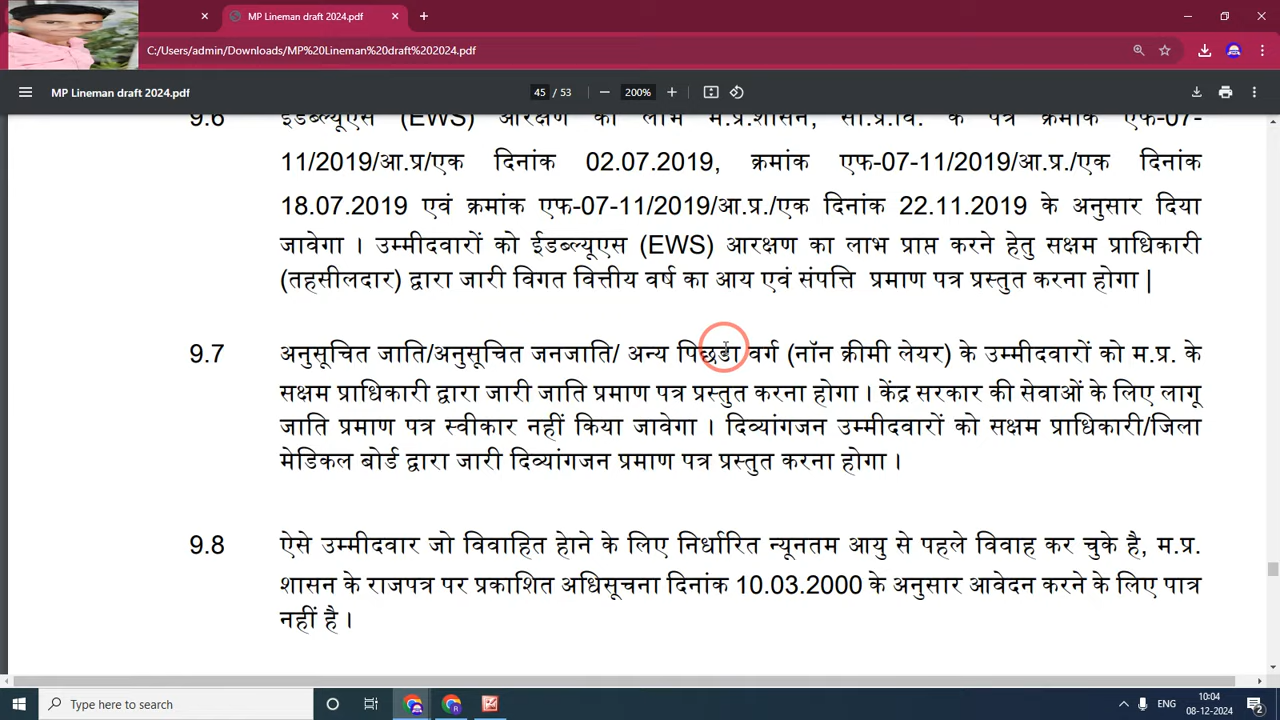 MP Lineman draft 2024.pdf
C:/Users/admin/Downloads/MP%20Lineman%20draft%202024.pdf
MP Lineman draft 2024.pdf 45 / 53 200%
9.6 ईडब्ल्यूएस (EWS) आरक्षण का लाभ म.प्र.शासन, सा.प्र.वि. के पत्र क्रमांक एफ-07-
11/2019/आ.प्र/एक दिनांक 02.07.2019, क्रमांक एफ-07-11/2019/आ.प्र./एक दिनांक
18.07.2019 एवं क्रमांक एफ-07-11/2019/आ.प्र./एक दिनांक 22.11.2019 के अनुसार दिया
जावेगा । उम्मीदवारों को ईडब्ल्यूएस (EWS) आरक्षण का लाभ प्राप्त करने हेतु सक्षम प्राधिकारी
(तहसीलदार) द्वारा जारी विगत वित्तीय वर्ष का आय एवं संपत्ति प्रमाण पत्र प्रस्तुत करना होगा |
9.7 अनुसूचित जाति/अनुसूचित जनजाति/ अन्य पिछडा वर्ग (नॉन क्रीमी लेयर) के उम्मीदवारों को म.प्र. के
सक्षम प्राधिकारी द्वारा जारी जाति प्रमाण पत्र प्रस्तुत करना होगा । केंद्र सरकार की सेवाओं के लिए लागू
जाति प्रमाण पत्र स्वीकार नहीं किया जावेगा । दिव्यांगजन उम्मीदवारों को सक्षम प्राधिकारी/जिला
मेडिकल बोर्ड द्वारा जारी दिव्यांगजन प्रमाण पत्र प्रस्तुत करना होगा ।
9.8 ऐसे उम्मीदवार जो विवाहित हेाने के लिए निर्धारित न्यूनतम आयु से पहले विवाह कर चुके है, म.प्र.
शासन के राजपत्र पर प्रकाशित अधिसूचना दिनांक 10.03.2000 के अनुसार आवेदन करने के लिए पात्र
नहीं है ।
Type here to search
ENG 10:04
08-12-2024
2